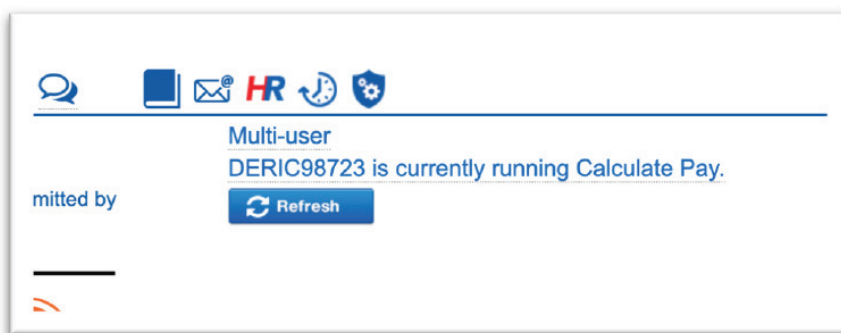 HR
Multi-user
DERIC98723 is currently running Calculate Pay.
mitted by
Refresh